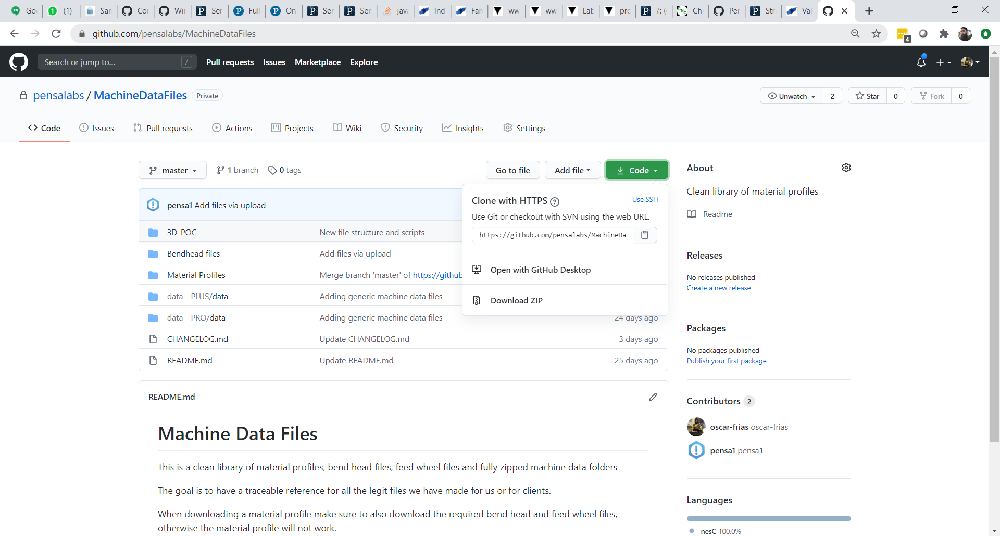 Go
(1)
San
Cor
Wir
Ser
Full
On
Ser
Ser
java
Ind
Far
ww
ww
Lab
pro
?: (
Chi
Per
Stri
Val
github.com/pensalabs/MachineDataFiles
4
Search or jump to... /
Pull requests Issues Marketplace Explore
pensalabs / MachineDataFiles Private
Unwatch 2 Star 0 Fork 0
Code Issues Pull requests Actions Projects Wiki Security Insights Settings
master 1 branch 0 tags
Go to file Add file Code
pensa1 Add files via upload
3D_POC New file structure and scripts
Bendhead files Add files via upload
Material Profiles Merge branch 'master' of https://github
data - PLUS/data Adding generic machine data files
data - PRO/data Adding generic machine data files 24 days ago
CHANGELOG.md Update CHANGELOG.md 3 days ago
README.md Update README.md 25 days ago
Clone with HTTPS Use SSH
Use Git or checkout with SVN using the web URL.
https://github.com/pensalabs/MachineDa
Open with GitHub Desktop
Download ZIP
README.md
Machine Data Files
This is a clean library of material profiles, bend head files, feed wheel files and fully zipped machine data folders
The goal is to have a traceable reference for all the legit files we have made for us or for clients.
When downloading a material profile make sure to also download the required bend head and feed wheel files,
otherwise the material profile will not work.
About
Clean library of material profiles
Readme
Releases
No releases published
Create a new release
Packages
No packages published
Publish your first package
Contributors 2
oscar-frias oscar-frias
pensa1 pensa1
Languages
nesC 100.0%